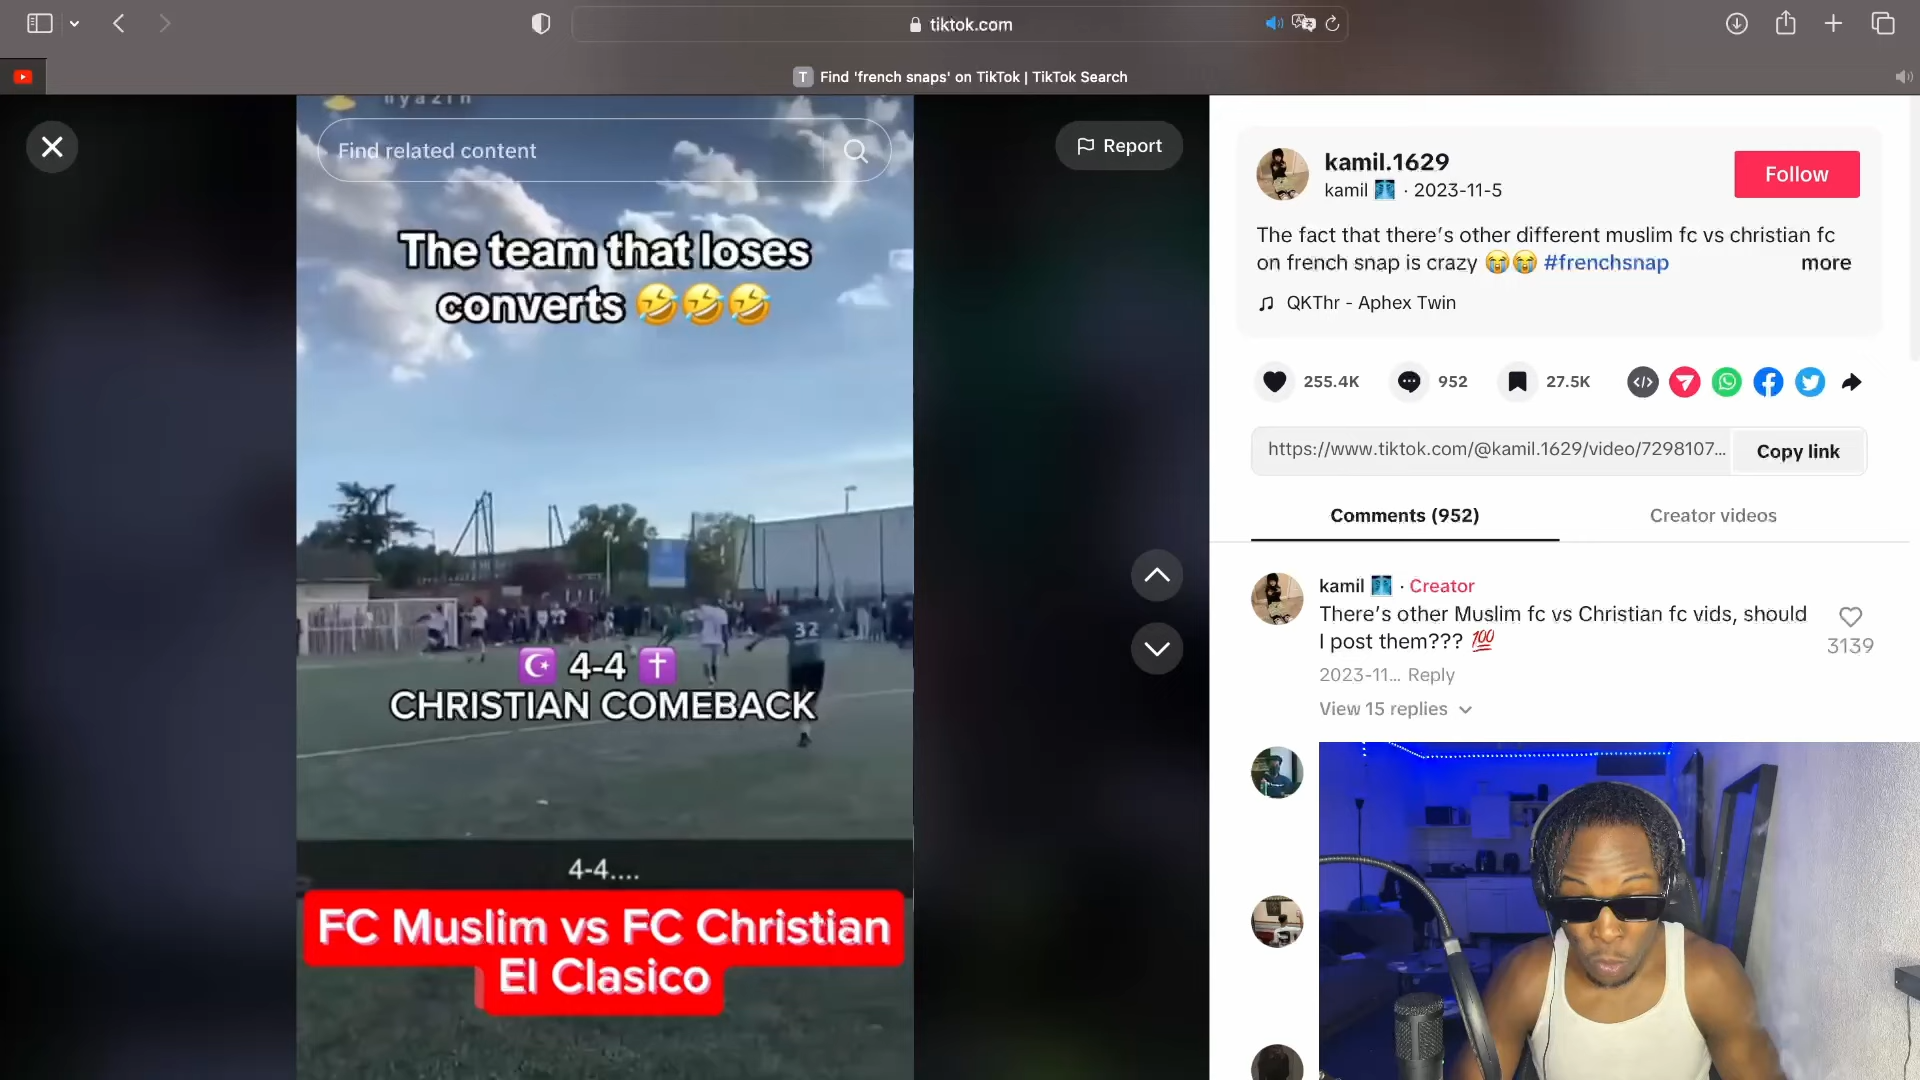 tiktok.com
T Find 'french snaps' on TikTok | TikTok Search
Find related content
Report
The team that loses
converts 🤣🤣🤣
32
☪️ 4-4 ✝️
CHRISTIAN COMEBACK
4-4....
FC Muslim vs FC Christian
El Clasico
kamil.1629
kamil 🩻 · 2023-11-5
Follow
The fact that there's other different muslim fc vs christian fc
on french snap is crazy 😭😭 #frenchsnap more
QKThr - Aphex Twin
255.4K 952 27.5K
https://www.tiktok.com/@kamil.1629/video/7298107... Copy link
Comments (952) Creator videos
kamil 🩻 · Creator
There's other Muslim fc vs Christian fc vids, should
I post them??? 💯
3139
2023-11... Reply
View 15 replies